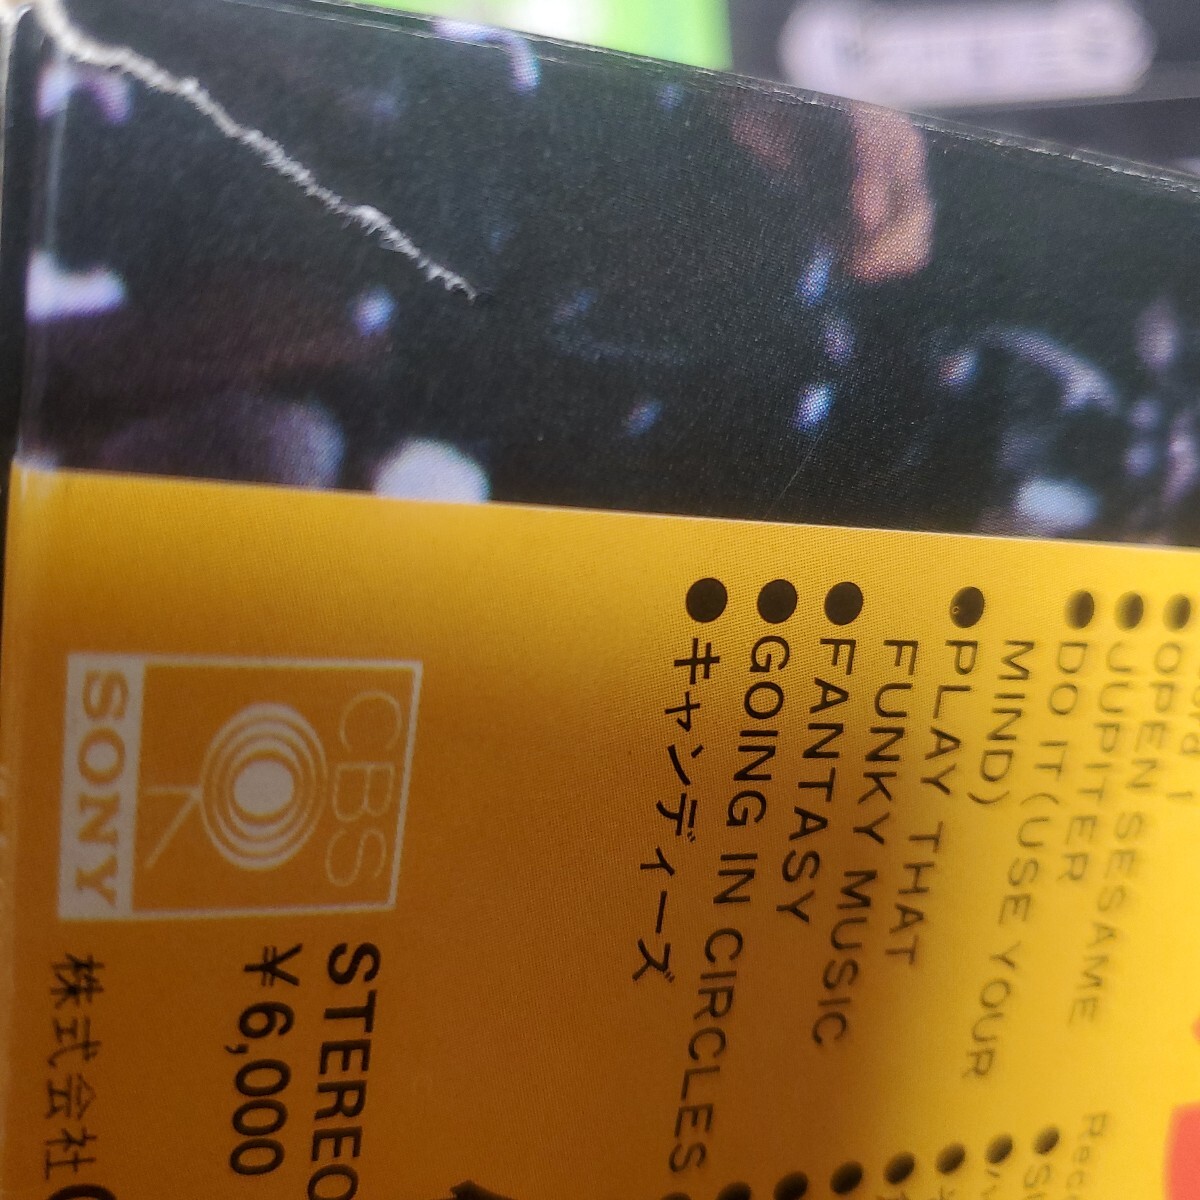 OPEN SESAME
JUPITER
DO IT (USE YOUR
MIND)
PLAY THAT
FUNKY MUSIC
FANTASY
GOING IN CIRCLES
キャンディーズ
CBS
SONY
STEREO
¥6,000
株式会社